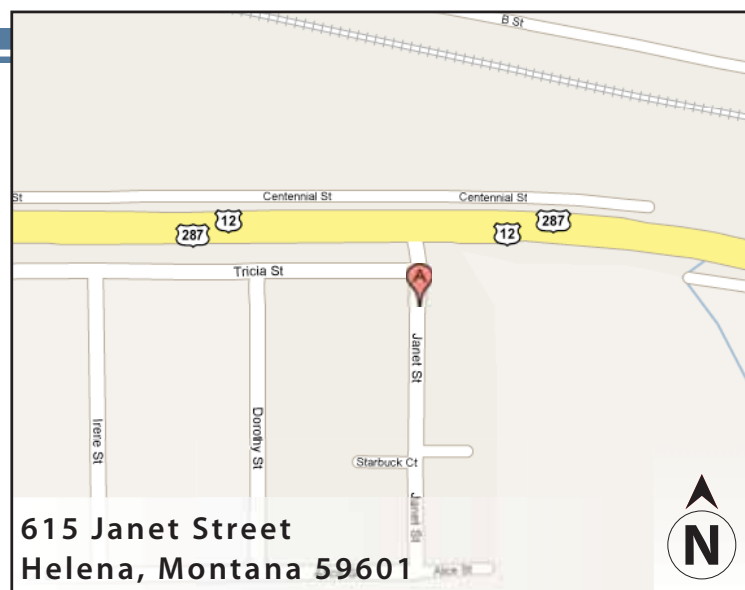 B St
St
Centennial St
Centennial St
12
287
287
12
Tricia St
A
Janet St
Irene St
Dorothy St
Starbuck Ct
Janet St
615 Janet Street
Helena, Montana 59601
Alice St
N